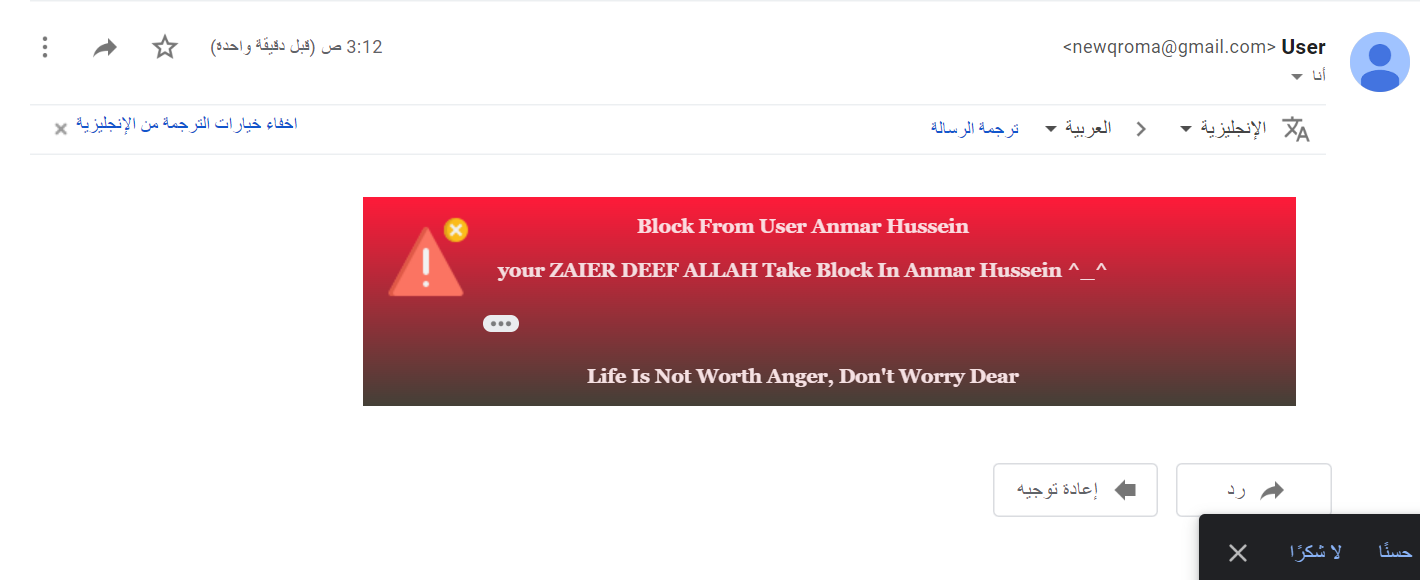 User <newqroma@gmail.com>
3:12 ص (قبل دقيقة واحدة)
أنا
الإنجليزية
العربية
ترجمة الرسالة
اخفاء خيارات الترجمة من الإنجليزية
Block From User Anmar Hussein
your ZAIER DEEF ALLAH Take Block In Anmar Hussein ^_^
Life Is Not Worth Anger, Don't Worry Dear
رد
إعادة توجيه
حسنًا
لا شكرًا